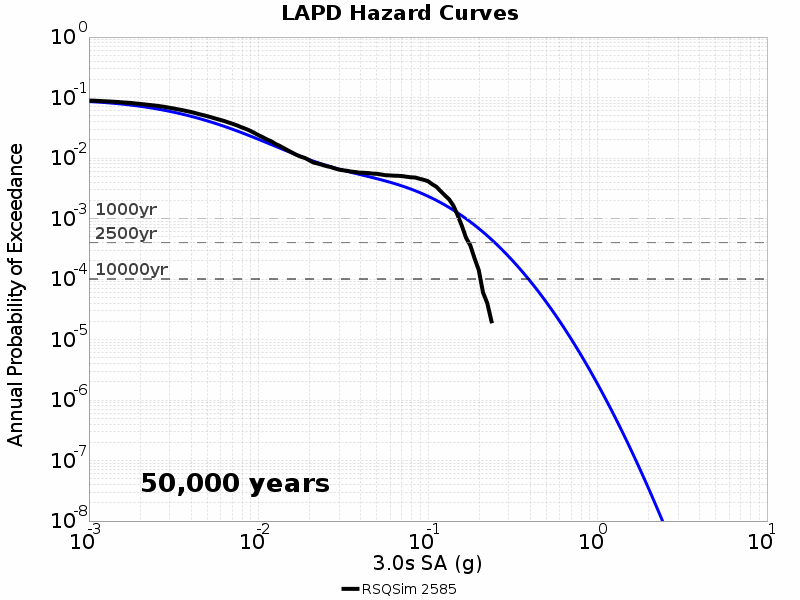 LAPD Hazard Curves
10^0
10^-1
10^-2
10^-3
10^-4
10^-5
10^-6
10^-7
10^-8
Annual Probability of Exceedance
1000yr
2500yr
10000yr
50,000 years
10^-3 10^-2 10^-1 10^0 10^1
3.0s SA (g)
RSQSim 2585